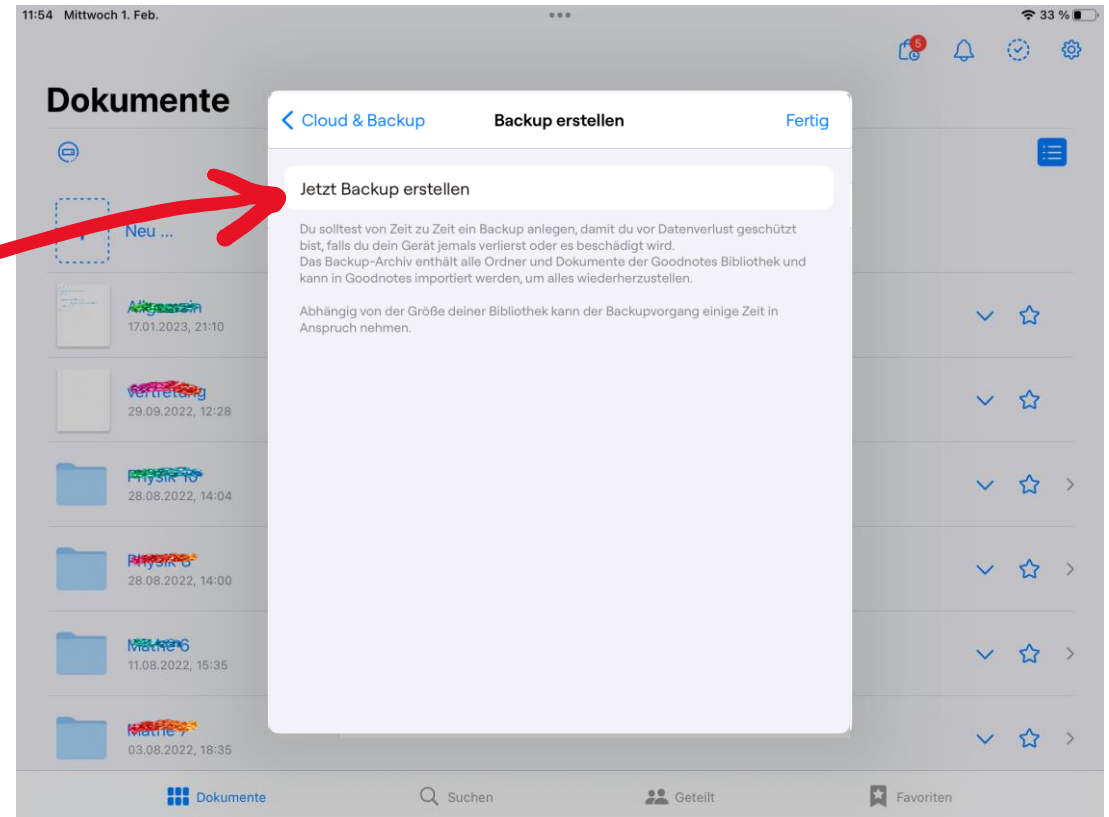 11:54 Mittwoch 1. Feb.
33 %
5
Dokumente
Cloud & Backup
Backup erstellen
Fertig
Jetzt Backup erstellen
Du solltest von Zeit zu Zeit ein Backup anlegen, damit du vor Datenverlust geschützt
bist, falls du dein Gerät jemals verlierst oder es beschädigt wird.
Das Backup-Archiv enthält alle Ordner und Dokumente der Goodnotes Bibliothek und
kann in Goodnotes importiert werden, um alles wiederherzustellen.
Abhängig von der Größe deiner Bibliothek kann der Backupvorgang einige Zeit in
Anspruch nehmen.
Neu ...
17.01.2023, 21:10
29.09.2022, 12:28
28.08.2022, 14:04
28.08.2022, 14:00
11.08.2022, 15:35
03.08.2022, 18:35
Dokumente
Suchen
Geteilt
Favoriten